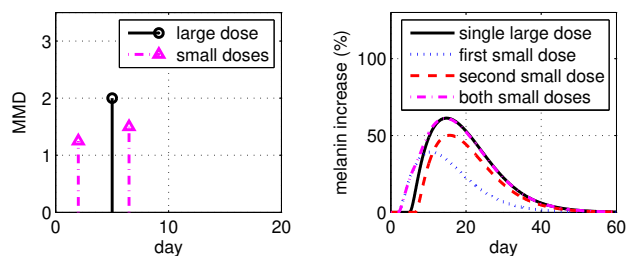 large dose
small doses
MMD
3
2
1
0
0
10
20
day
single large dose
first small dose
second small dose
both small doses
melanin increase (%)
100
50
0
0
20
40
60
day